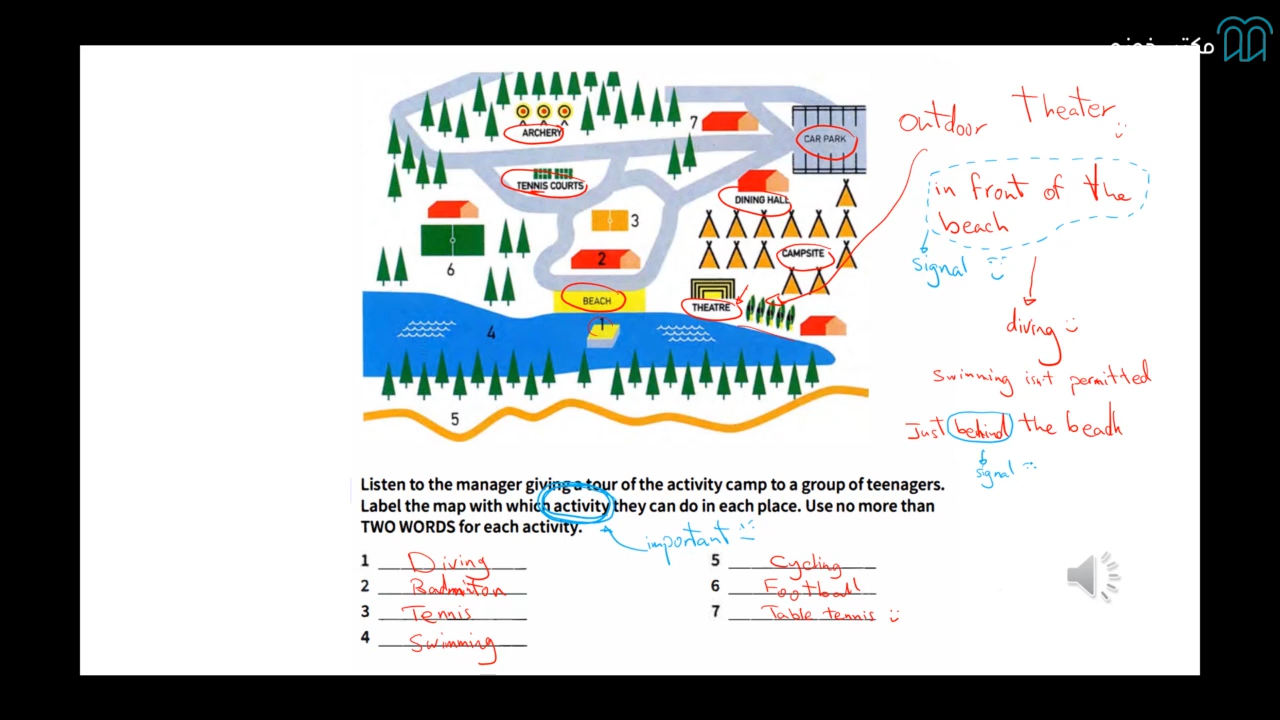 مکتب
ARCHERY
7
CAR PARK
TENNIS COURTS
DINING HALL
3
6
2
CAMPSITE
BEACH
THEATRE
1
4
5
outdoor Theater
in front of the
beach
signal
diving
swimming isn't permitted
Just behind the beach
signal
Listen to the manager giving a tour of the activity camp to a group of teenagers.
Label the map with which activity they can do in each place. Use no more than
TWO WORDS for each activity.
important
1 Diving
2 Badminton
3 Tennis
4 Swimming
5 Cycling
6 Football
7 Table tennis